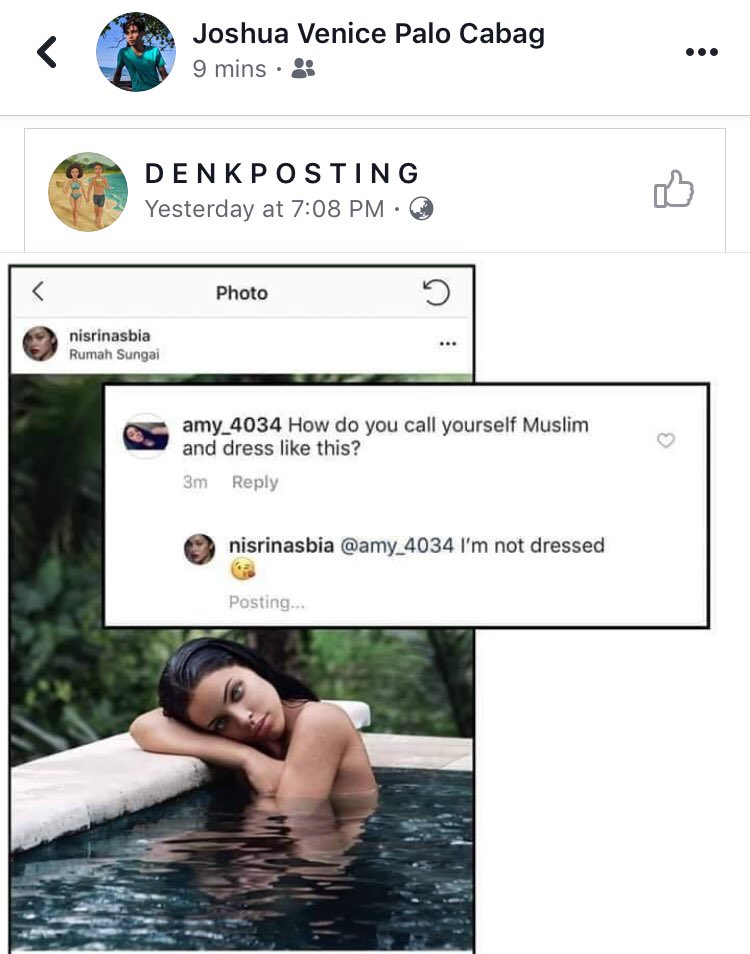 Joshua Venice Palo Cabag
9 mins ·
D E N K P O S T I N G
Yesterday at 7:08 PM ·
Photo
nisrinasbia
Rumah Sungai
amy_4034 How do you call yourself Muslim
and dress like this?
3m Reply
nisrinasbia @amy_4034 I'm not dressed
😘
Posting...